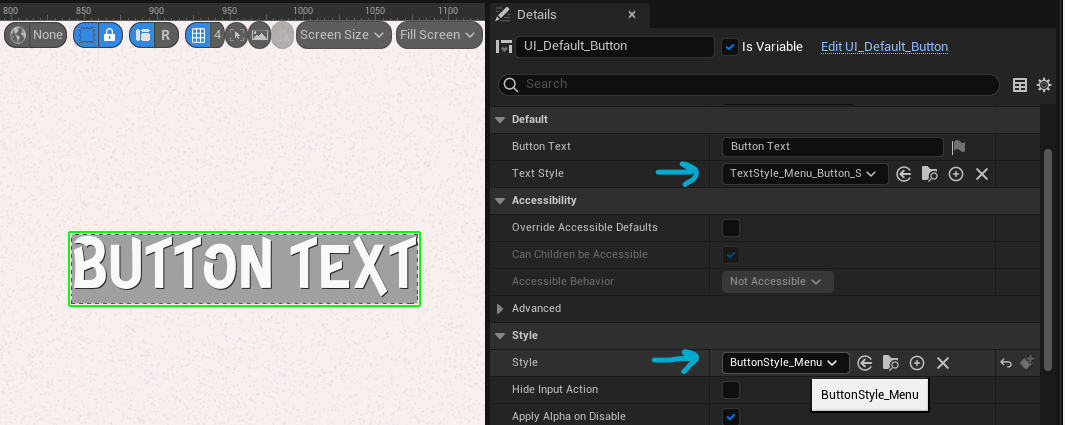 800 850 900 950 1000 1050 1100
None R 4 Screen Size Fill Screen
BUTTON TEXT
Details
UI_Default_Button Is Variable Edit UI_Default_Button
Search
Default
Button Text Button Text
Text Style TextStyle_Menu_Button_S
Accessibility
Override Accessible Defaults
Can Children be Accessible
Accessible Behavior Not Accessible
Advanced
Style
Style ButtonStyle_Menu
Hide Input Action
ButtonStyle_Menu
Apply Alpha on Disable